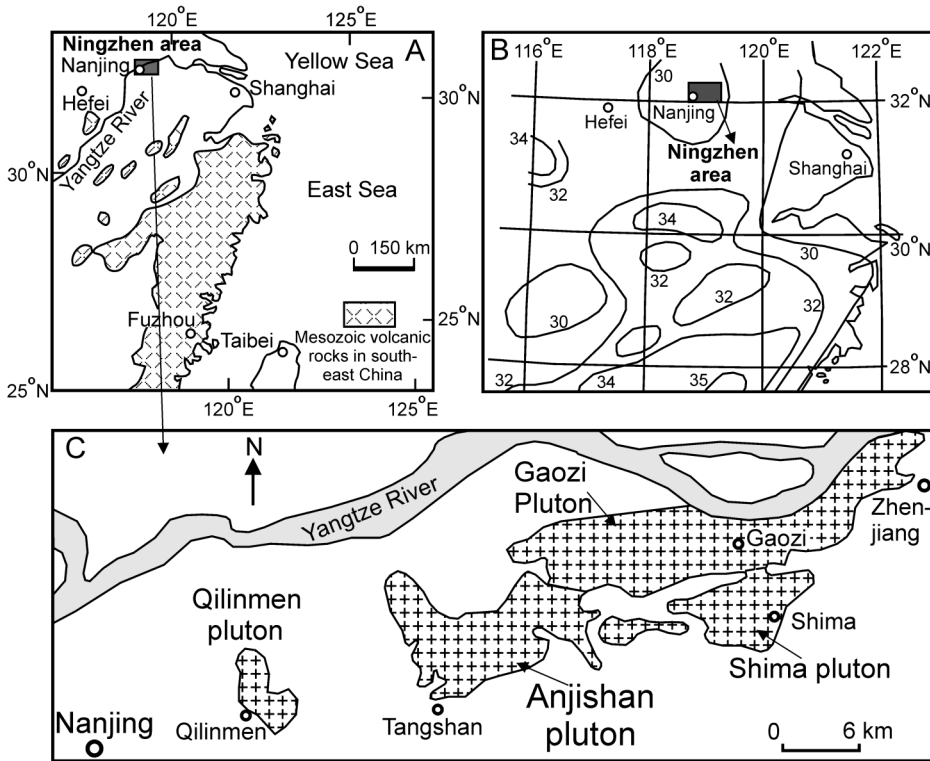 120°E
125°E
Ningzhen area
A
Nanjing
Yellow Sea
Shanghai
Hefei
30°N
Yangtze River
30°N
East Sea
0 150 km
Fuzhou
Taibei
25°N
Mesozoic volcanic
rocks in south-
east China
25°N
120°E
125°E
B
116°E
118°E
120°E
122°E
30
32°N
Hefei
Nanjing
34
Ningzhen
area
Shanghai
32
34
30°N
30
32
32
32
30
28°N
32
34
35
C
N
Yangtze River
Gaozi
Pluton
Zhen-
jiang
Gaozi
Qilinmen
pluton
Shima
Shima pluton
Anjishan
pluton
Nanjing
Qilinmen
Tangshan
0 6 km